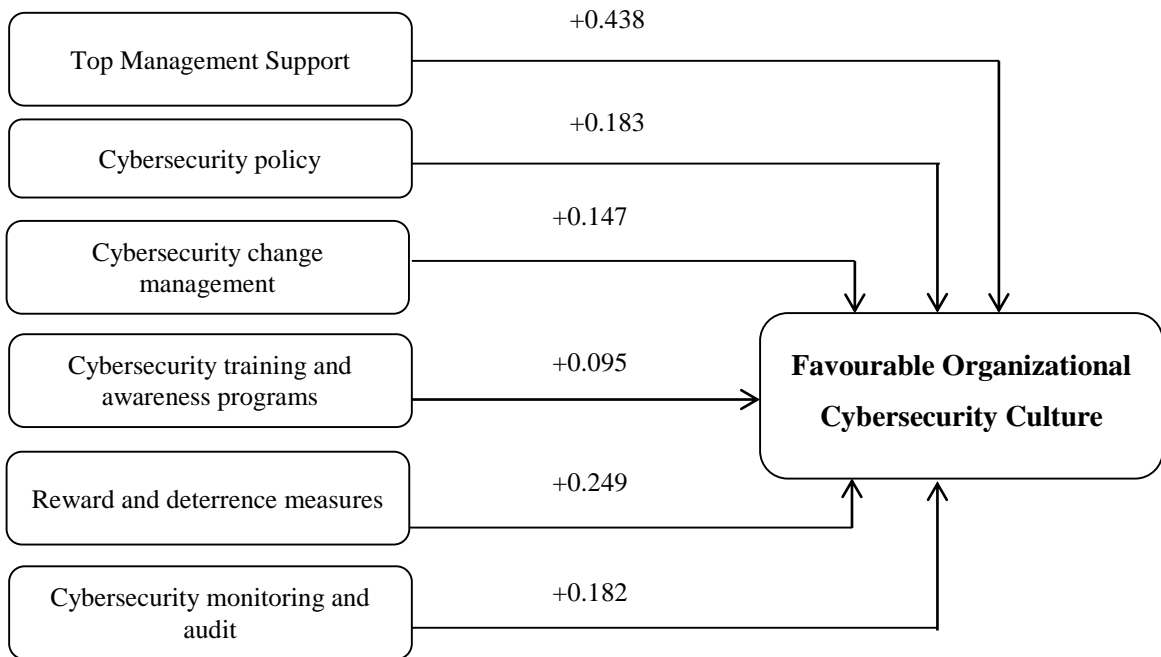 +0.438
Top Management Support
+0.183
Cybersecurity policy
+0.147
Cybersecurity change
management
Cybersecurity training and
awareness programs
+0.095
Favourable Organizational
Cybersecurity Culture
Reward and deterrence measures
+0.249
Cybersecurity monitoring and
audit
+0.182